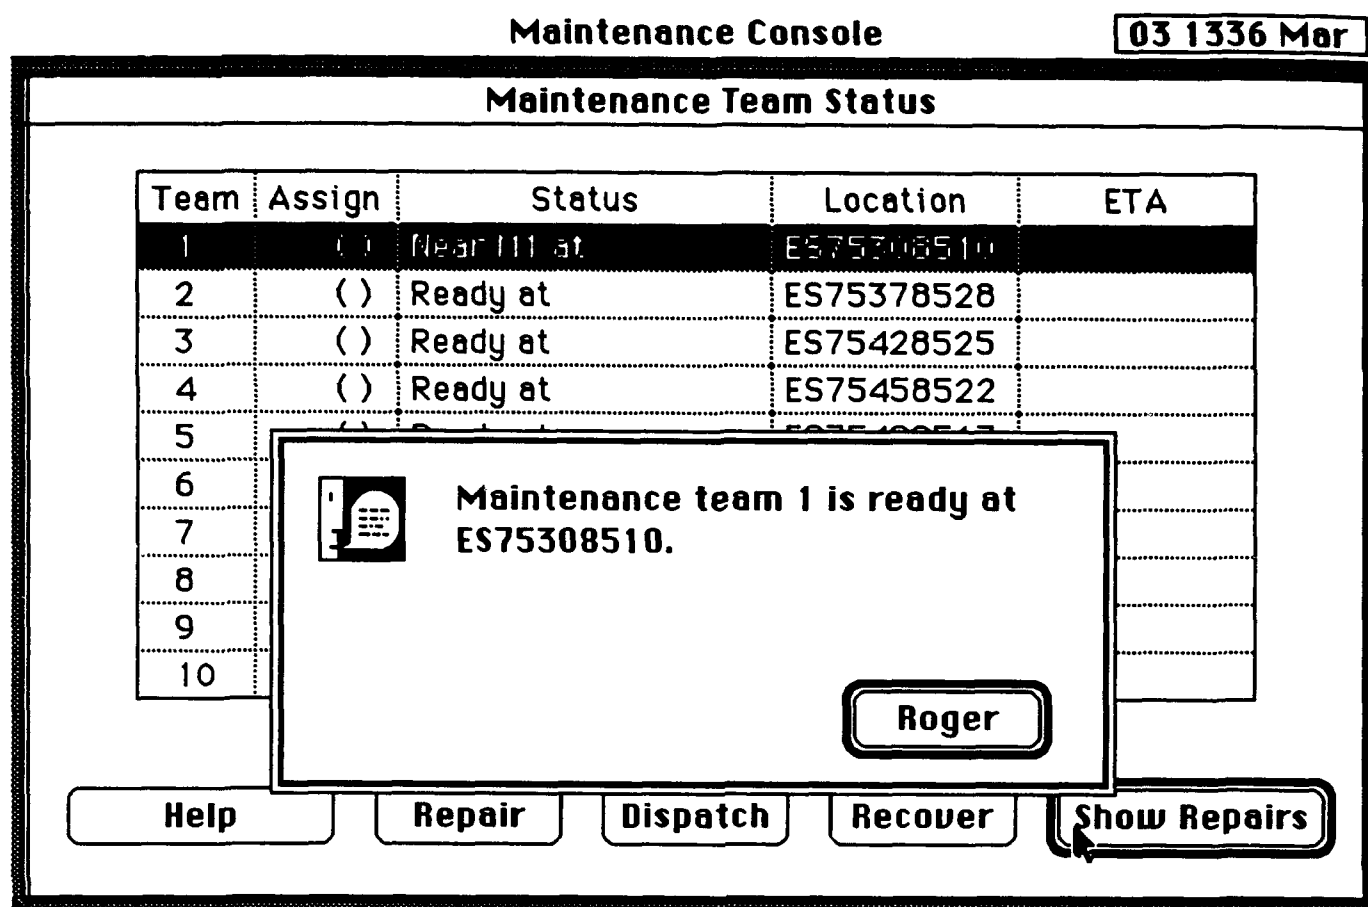 Maintenance Console 03 1336 Mar
Maintenance Team Status
Team Assign Status Location ETA
1 ( ) Near 111 at ES75308510
2 ( ) Ready at ES75378528
3 ( ) Ready at ES75428525
4 ( ) Ready at ES75458522
5
6
7
8
9
10
Maintenance team 1 is ready at
ES75308510.
Roger
Help Repair Dispatch Recover Show Repairs